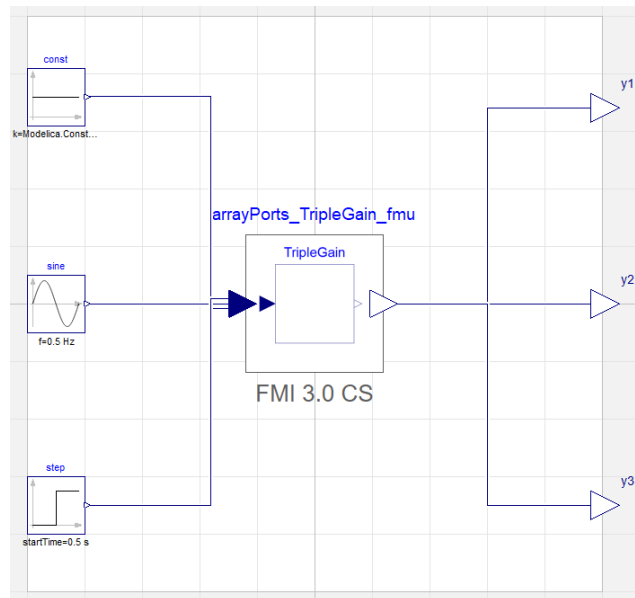 const
k=Modelica.Const...
y1
arrayPorts_TripleGain_fmu
TripleGain
sine
f=0.5 Hz
y2
FMI 3.0 CS
step
startTime=0.5 s
y3